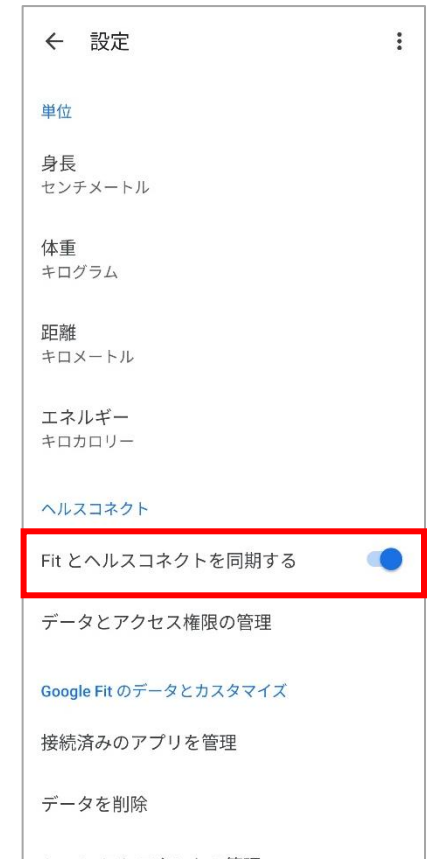 設定
単位
身長
センチメートル
体重
キログラム
距離
キロメートル
エネルギー
キロカロリー
ヘルスコネクト
Fit とヘルスコネクトを同期する
データとアクセス権限の管理
Google Fit のデータとカスタマイズ
接続済みのアプリを管理
データを削除